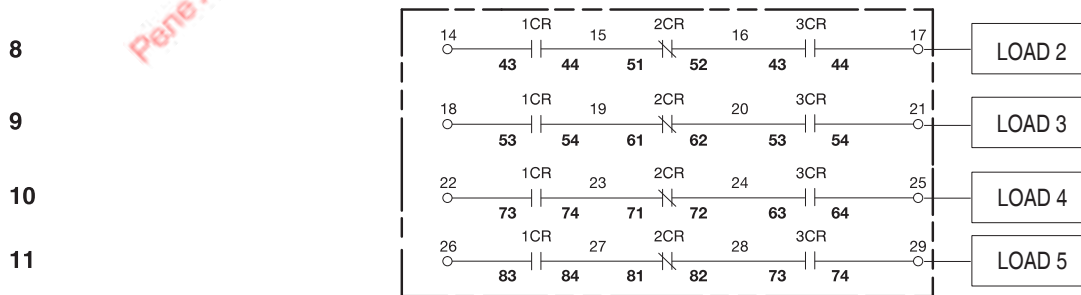 Реле
8
14 1CR 15 2CR 16 3CR 17
43 44 51 52 43 44
LOAD 2
9
18 1CR 19 2CR 20 3CR 21
53 54 61 62 53 54
LOAD 3
10
22 1CR 23 2CR 24 3CR 25
73 74 71 72 63 64
LOAD 4
11
26 1CR 27 2CR 28 3CR 29
83 84 81 82 73 74
LOAD 5